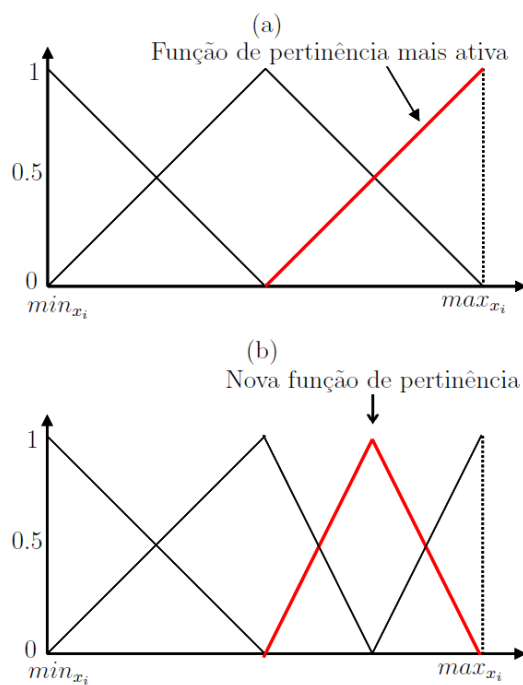 (a)
Função de pertinência mais ativa
1
0.5
0
min_{x_i}
max_{x_i}
(b)
Nova função de pertinência
1
0.5
0
min_{x_i}
max_{x_i}